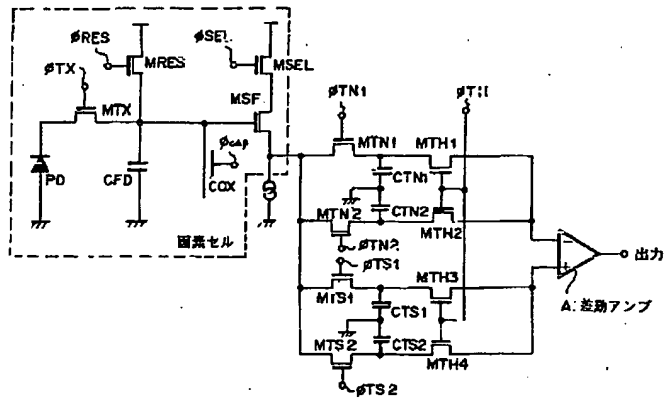 φRES
φSEL
φTX
MRES
MSEL
MTX
MSF
φcap
PD
CFD
COX
画素セル
φTN1
φTH
MTN1
MTH1
CTN1
CTN2
MTN2
MTH2
φTN2
φTS1
MTS1
MTH3
CTS1
CTS2
MTS2
MTH4
φTS2
−
+
出力
A:差動アンプ